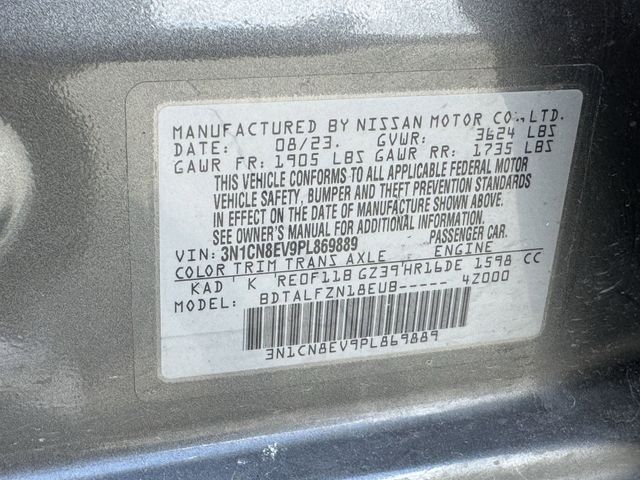 MANUFACTURED BY NISSAN MOTOR CO., LTD.
DATE: 08/23. GVWR: 3624 LBS
GAWR FR: 1905 LBS GAWR RR: 1735 LBS
THIS VEHICLE CONFORMS TO ALL APPLICABLE FEDERAL MOTOR
VEHICLE SAFETY, BUMPER AND THEFT PREVENTION STANDARDS
IN EFFECT ON THE DATE OF MANUFACTURE SHOWN ABOVE.
SEE OWNER'S MANUAL FOR ADDITIONAL INFORMATION.
VIN: 3N1CN8EV9PL869889 PASSENGER CAR.
COLOR TRIM TRANS AXLE ENGINE
KAD K RE0F11B GZ39 HR16DE 1598 CC
MODEL: BDTALFZN18EUB----- 42000
3N1CN8EV9PL869889